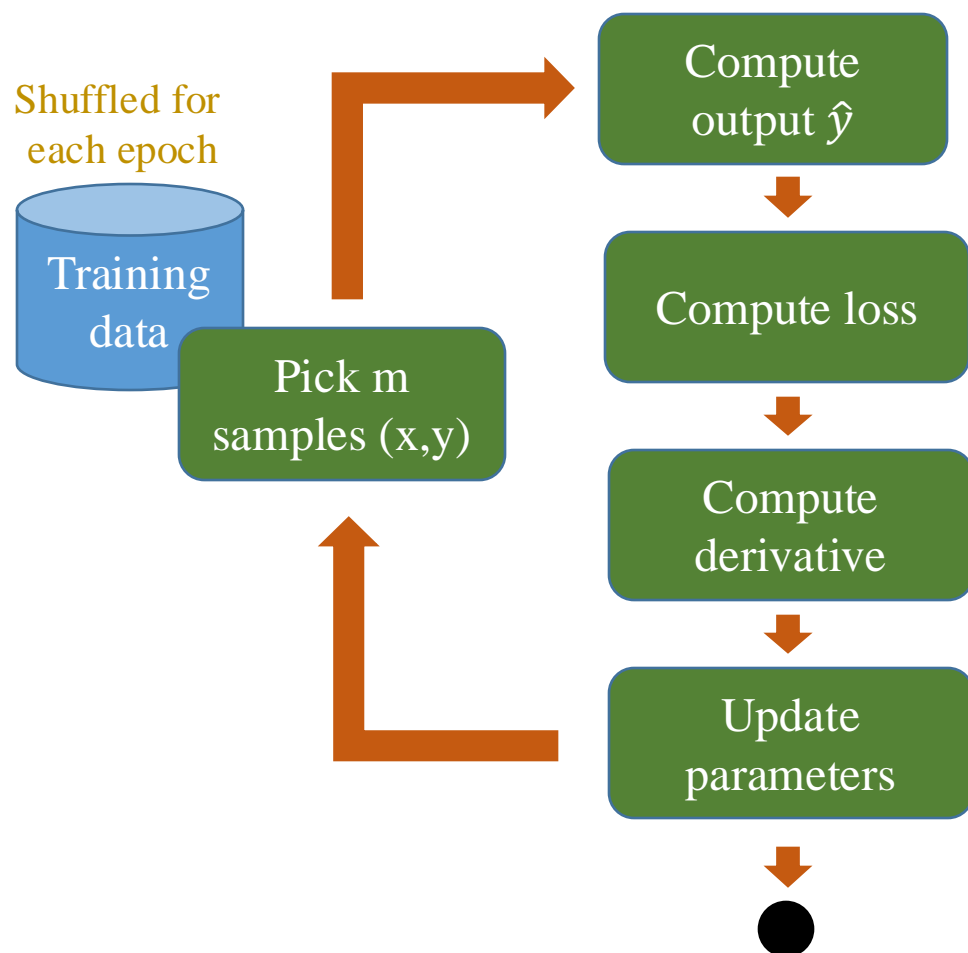 Shuffled for
each epoch
Training
data
Pick m
samples (x,y)
Compute
output ŷ
Compute loss
Compute
derivative
Update
parameters